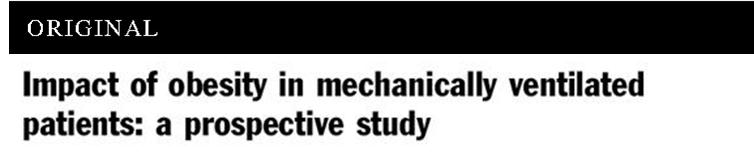 ORIGINAL
Impact of obesity in mechanically ventilated
patients: a prospective study